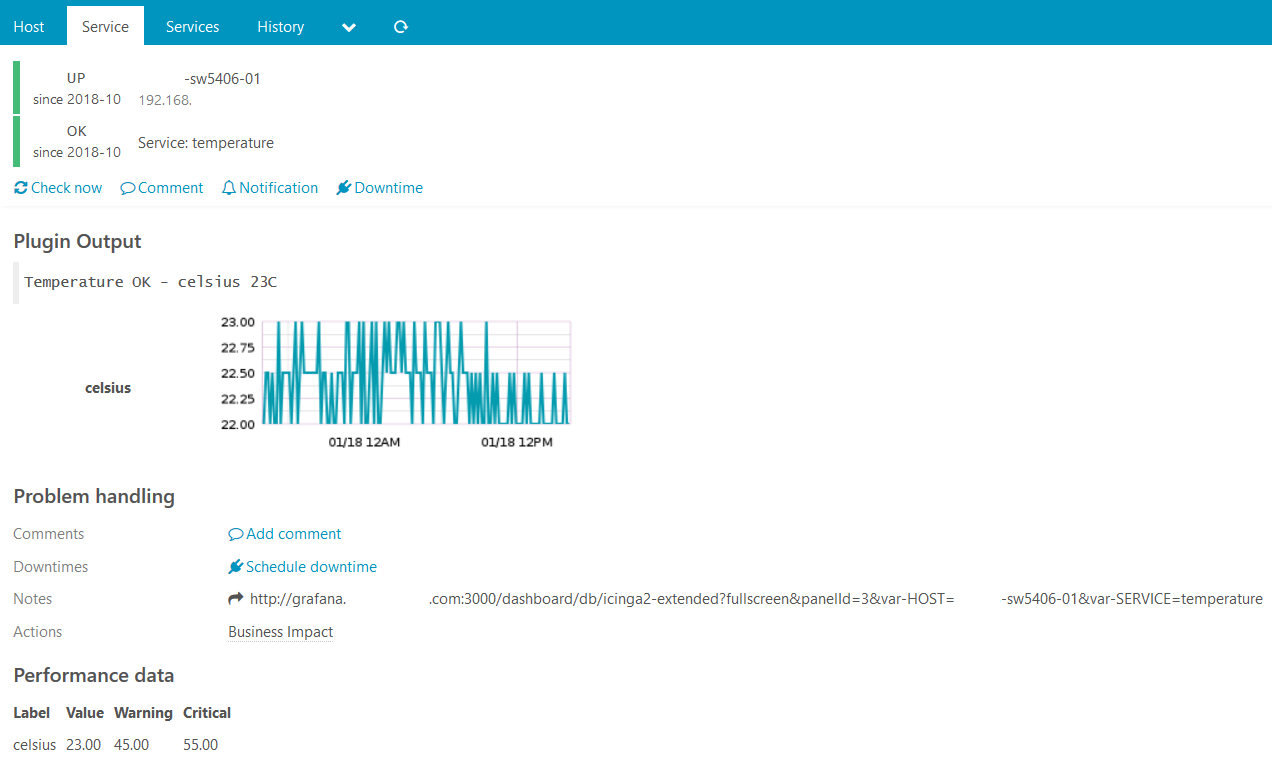 Host Service Services History
UP -sw5406-01
since 2018-10 192.168.
OK
Service: temperature
since 2018-10
Check now Comment Notification Downtime
Plugin Output
Temperature OK - celsius 23C
23.00
22.75
22.50
celsius
22.25
22.00
01/18 12AM 01/18 12PM
Problem handling
Comments Add comment
Downtimes Schedule downtime
Notes http://grafana. .com:3000/dashboard/db/icinga2-extended?fullscreen&panelId=3&var-HOST= -sw5406-01&var-SERVICE=temperature
Actions Business Impact
Performance data
Label Value Warning Critical
celsius 23.00 45.00 55.00